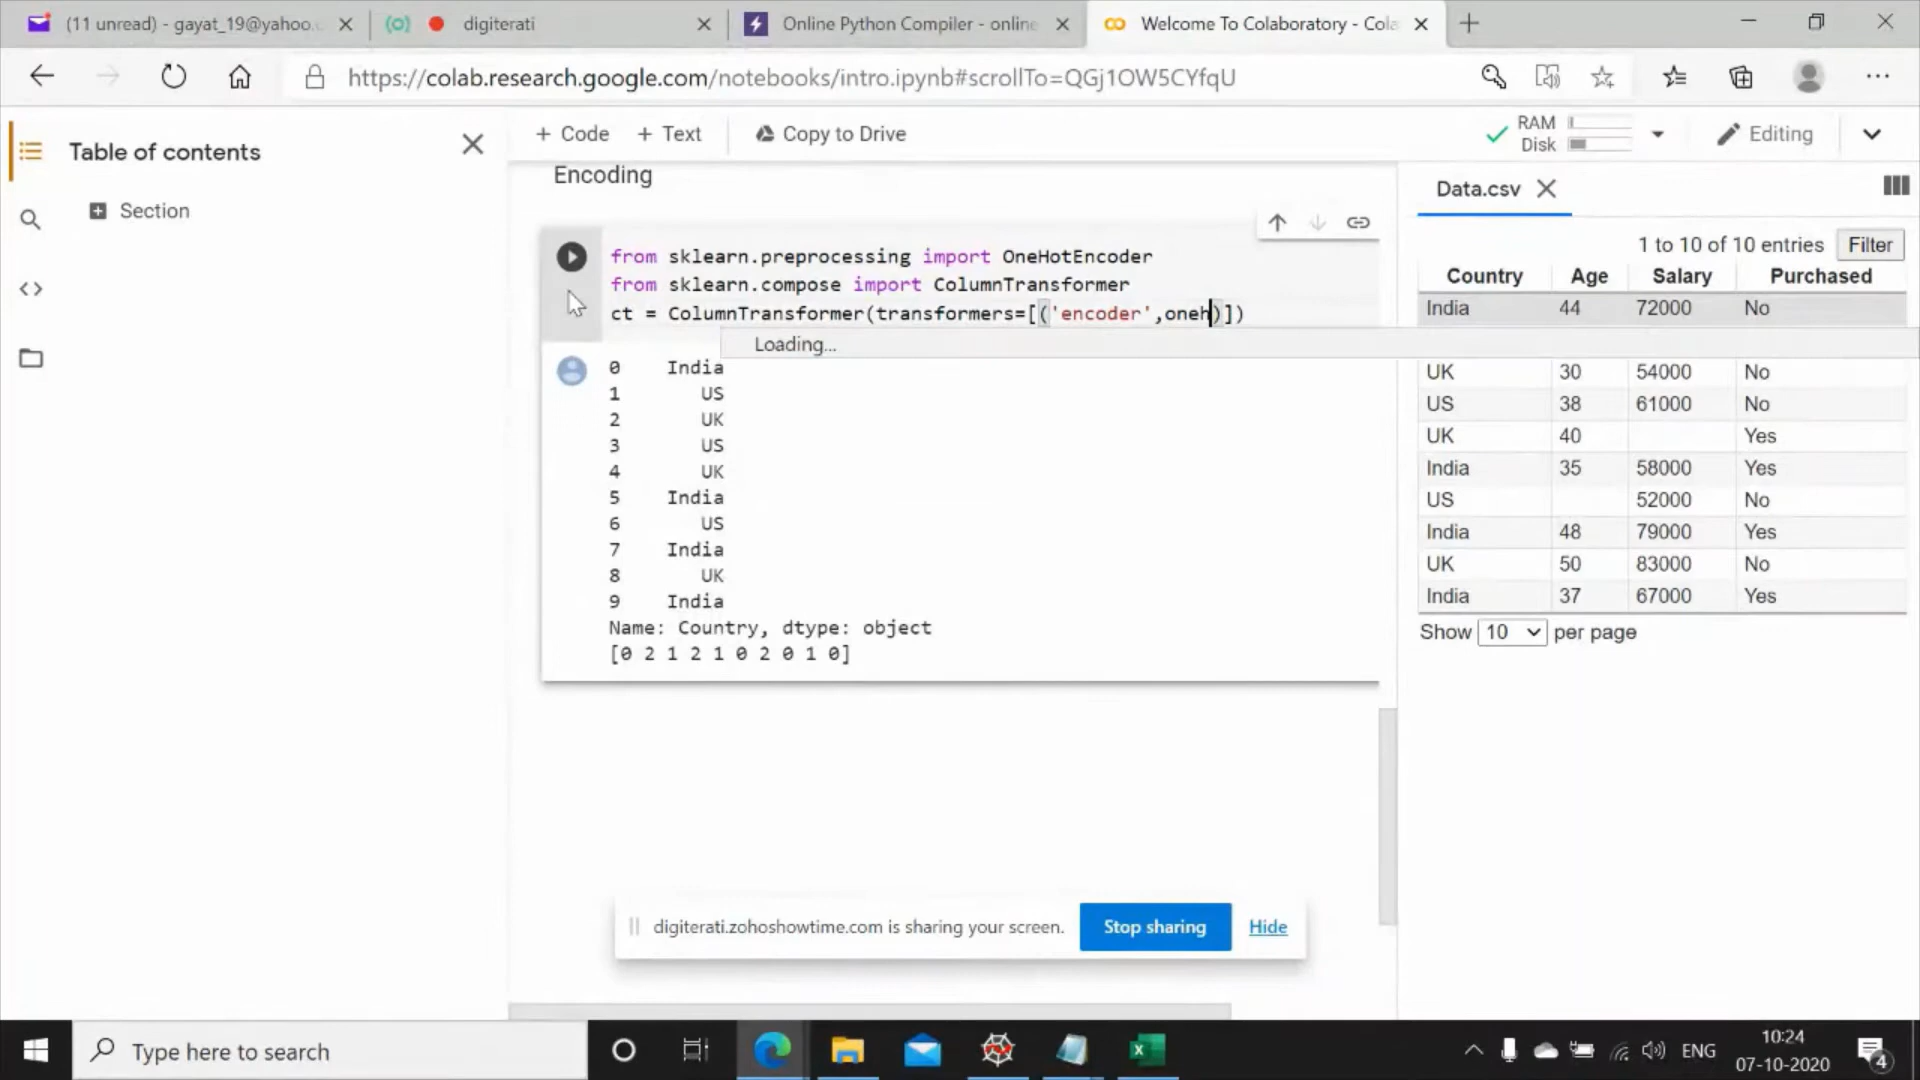 (11 unread) - gayat_19@yahoo.c
digiterati
Online Python Compiler - online
Welcome To Colaboratory - Cola
https://colab.research.google.com/notebooks/intro.ipynb#scrollTo=QGj1OW5CYfqU
Table of contents
Section
+ Code + Text Copy to Drive
RAM
Disk
Editing
Encoding
from sklearn.preprocessing import OneHotEncoder
from sklearn.compose import ColumnTransformer
ct = ColumnTransformer(transformers=[('encoder',oneh)])
Loading...
0 India
1 US
2 UK
3 US
4 UK
5 India
6 US
7 India
8 UK
9 India
Name: Country, dtype: object
[0 2 1 2 1 0 2 0 1 0]
Data.csv
1 to 10 of 10 entries Filter
Country Age Salary Purchased
India 44 72000 No
UK 30 54000 No
US 38 61000 No
UK 40 Yes
India 35 58000 Yes
US 52000 No
India 48 79000 Yes
UK 50 83000 No
India 37 67000 Yes
Show 10 per page
digiterati.zohoshowtime.com is sharing your screen. Stop sharing Hide
Type here to search
ENG
10:24
07-10-2020
4